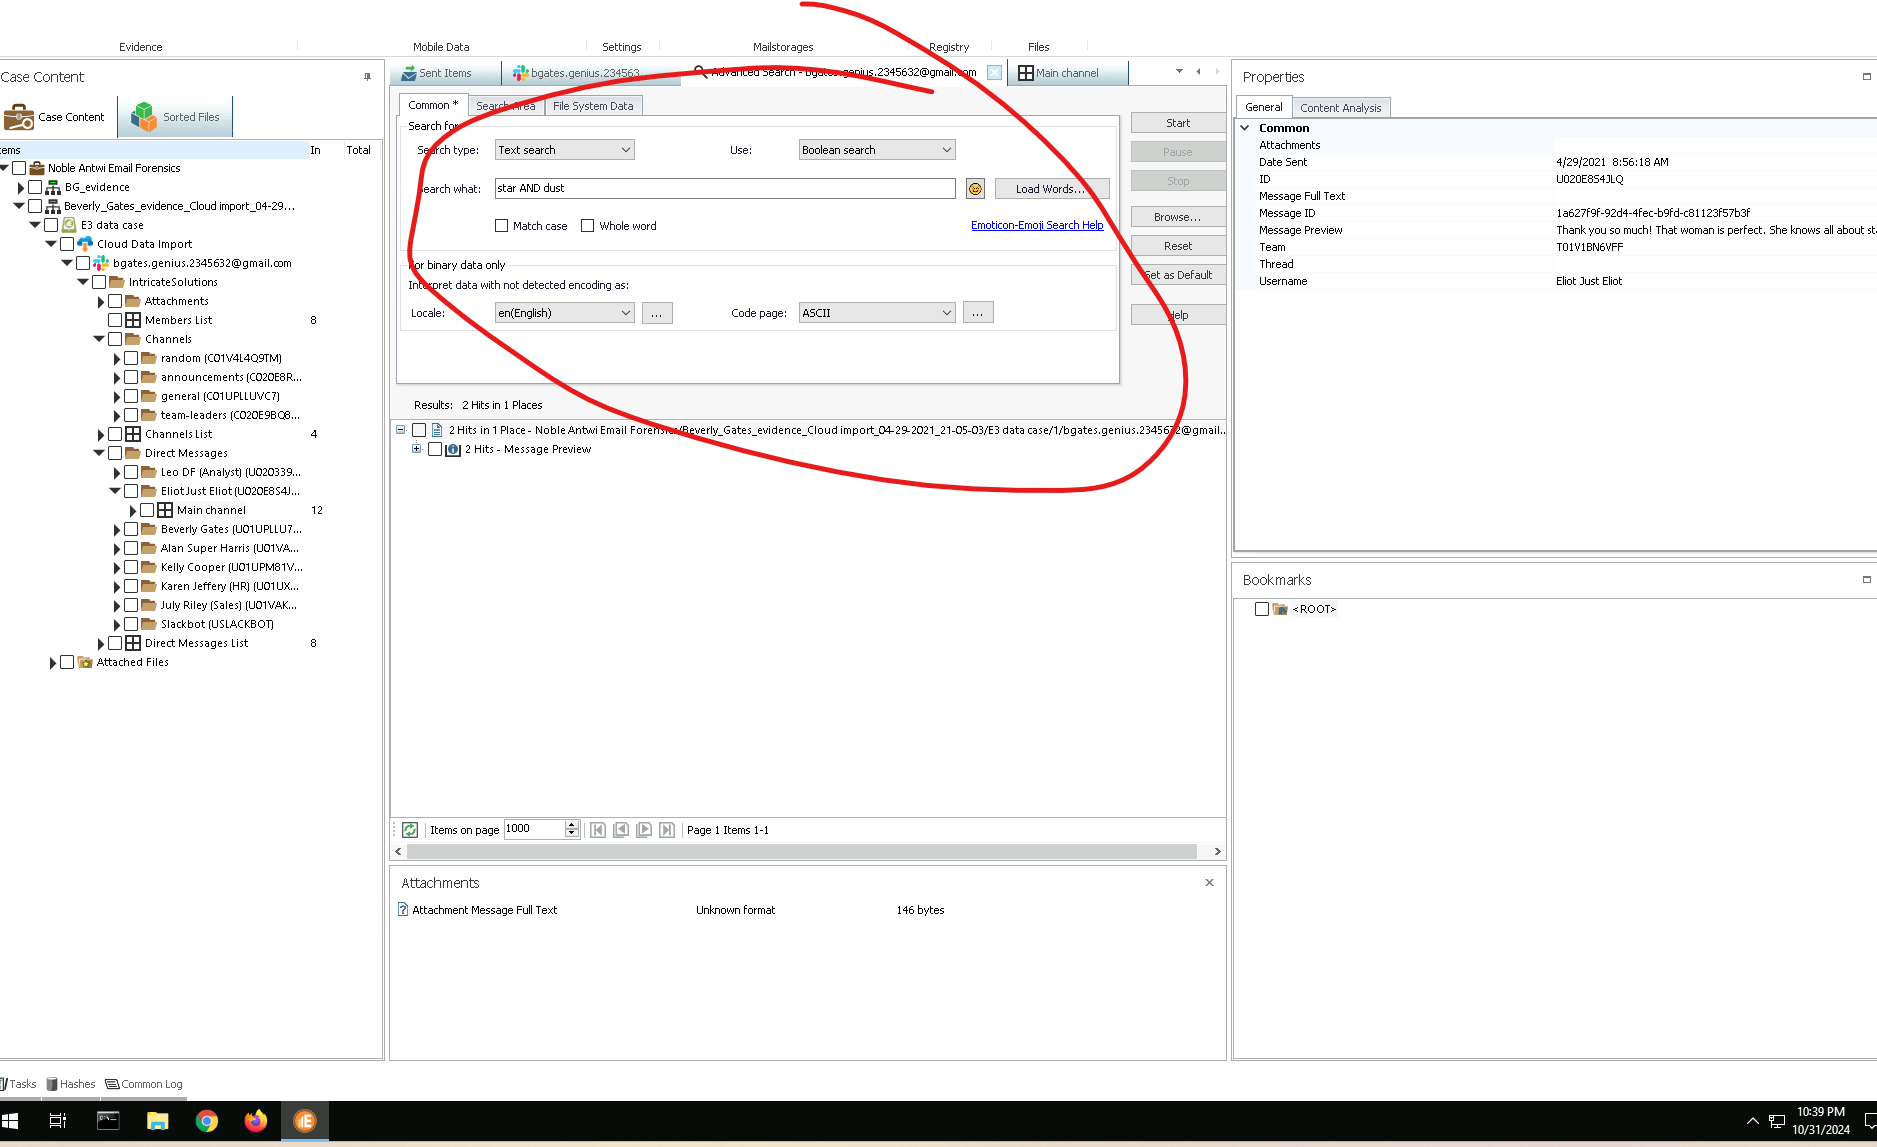 Evidence
Mobile Data
Settings
Mailstorages
Registry
Files
Case Content
Case Content
Sorted Files
In
Total
Noble Antwi Email Forensics
BG_evidence
Beverly_Gates_evidence_Cloud import_04-29...
E3 data case
Cloud Data Import
bgates.genius.2345632@gmail.com
IntricateSolutions
Attachments
Members List 8
Channels
random (C01V4L4Q9TM)
announcements (C020E8R...
general (C01UPLLUVC7)
team-leaders (C020E9BQ8...
Channels List 4
Direct Messages
Leo DF (Analyst) (U020339...
Eliot Just Eliot (U020E8S4J...
Main channel 12
Beverly Gates (U01UPLLU7...
Alan Super Harris (U01VA...
Kelly Cooper (U01UPM81V...
Karen Jeffery (HR) (U01UX...
July Riley (Sales) (U01VAK...
Slackbot (USLACKBOT)
Direct Messages List 8
Attached Files
Sent Items
bgates.genius.234563...
Advanced Search - bgates.genius.2345632@gmail.com
Main channel
Common *
Search Area
File System Data
Search for
Search type: Text search
Use: Boolean search
Search what: star AND dust
Load Words...
Match case
Whole word
Emoticon-Emoji Search Help
For binary data only
Interpret data with not detected encoding as:
Locale: en(English) ...
Code page: ASCII ...
Start
Pause
Stop
Browse...
Reset
Set as Default
Help
Results: 2 Hits in 1 Places
2 Hits in 1 Place - Noble Antwi Email Forensics/Beverly_Gates_evidence_Cloud import_04-29-2021_21-05-03/E3 data case/1/bgates.genius.2345632@gmail...
2 Hits - Message Preview
Items on page 1000
Page 1 Items 1-1
Attachments
Attachment Message Full Text Unknown format 146 bytes
Properties
General
Content Analysis
Common
Attachments
Date Sent 4/29/2021 8:56:18 AM
ID U020E8S4JLQ
Message Full Text
Message ID 1a627f9f-92d4-4fec-b9fd-c81123f57b3f
Message Preview Thank you so much! That woman is perfect. She knows all about
Team T01V1BN6VFF
Thread
Username Eliot Just Eliot
Bookmarks
<ROOT>
Tasks
Hashes
Common Log
10:39 PM
10/31/2024